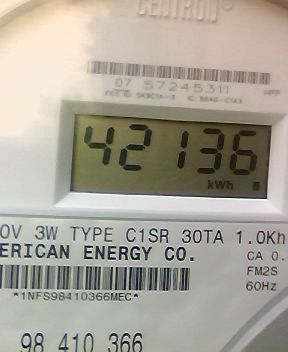 CENTRON®
07 57245311
42136
kWh
0V 3W TYPE C1SR 30TA 1.0Kh
ERICAN ENERGY CO. CA 0.
FM2S
*1NFS98410366MEC* 60Hz
98 410 366